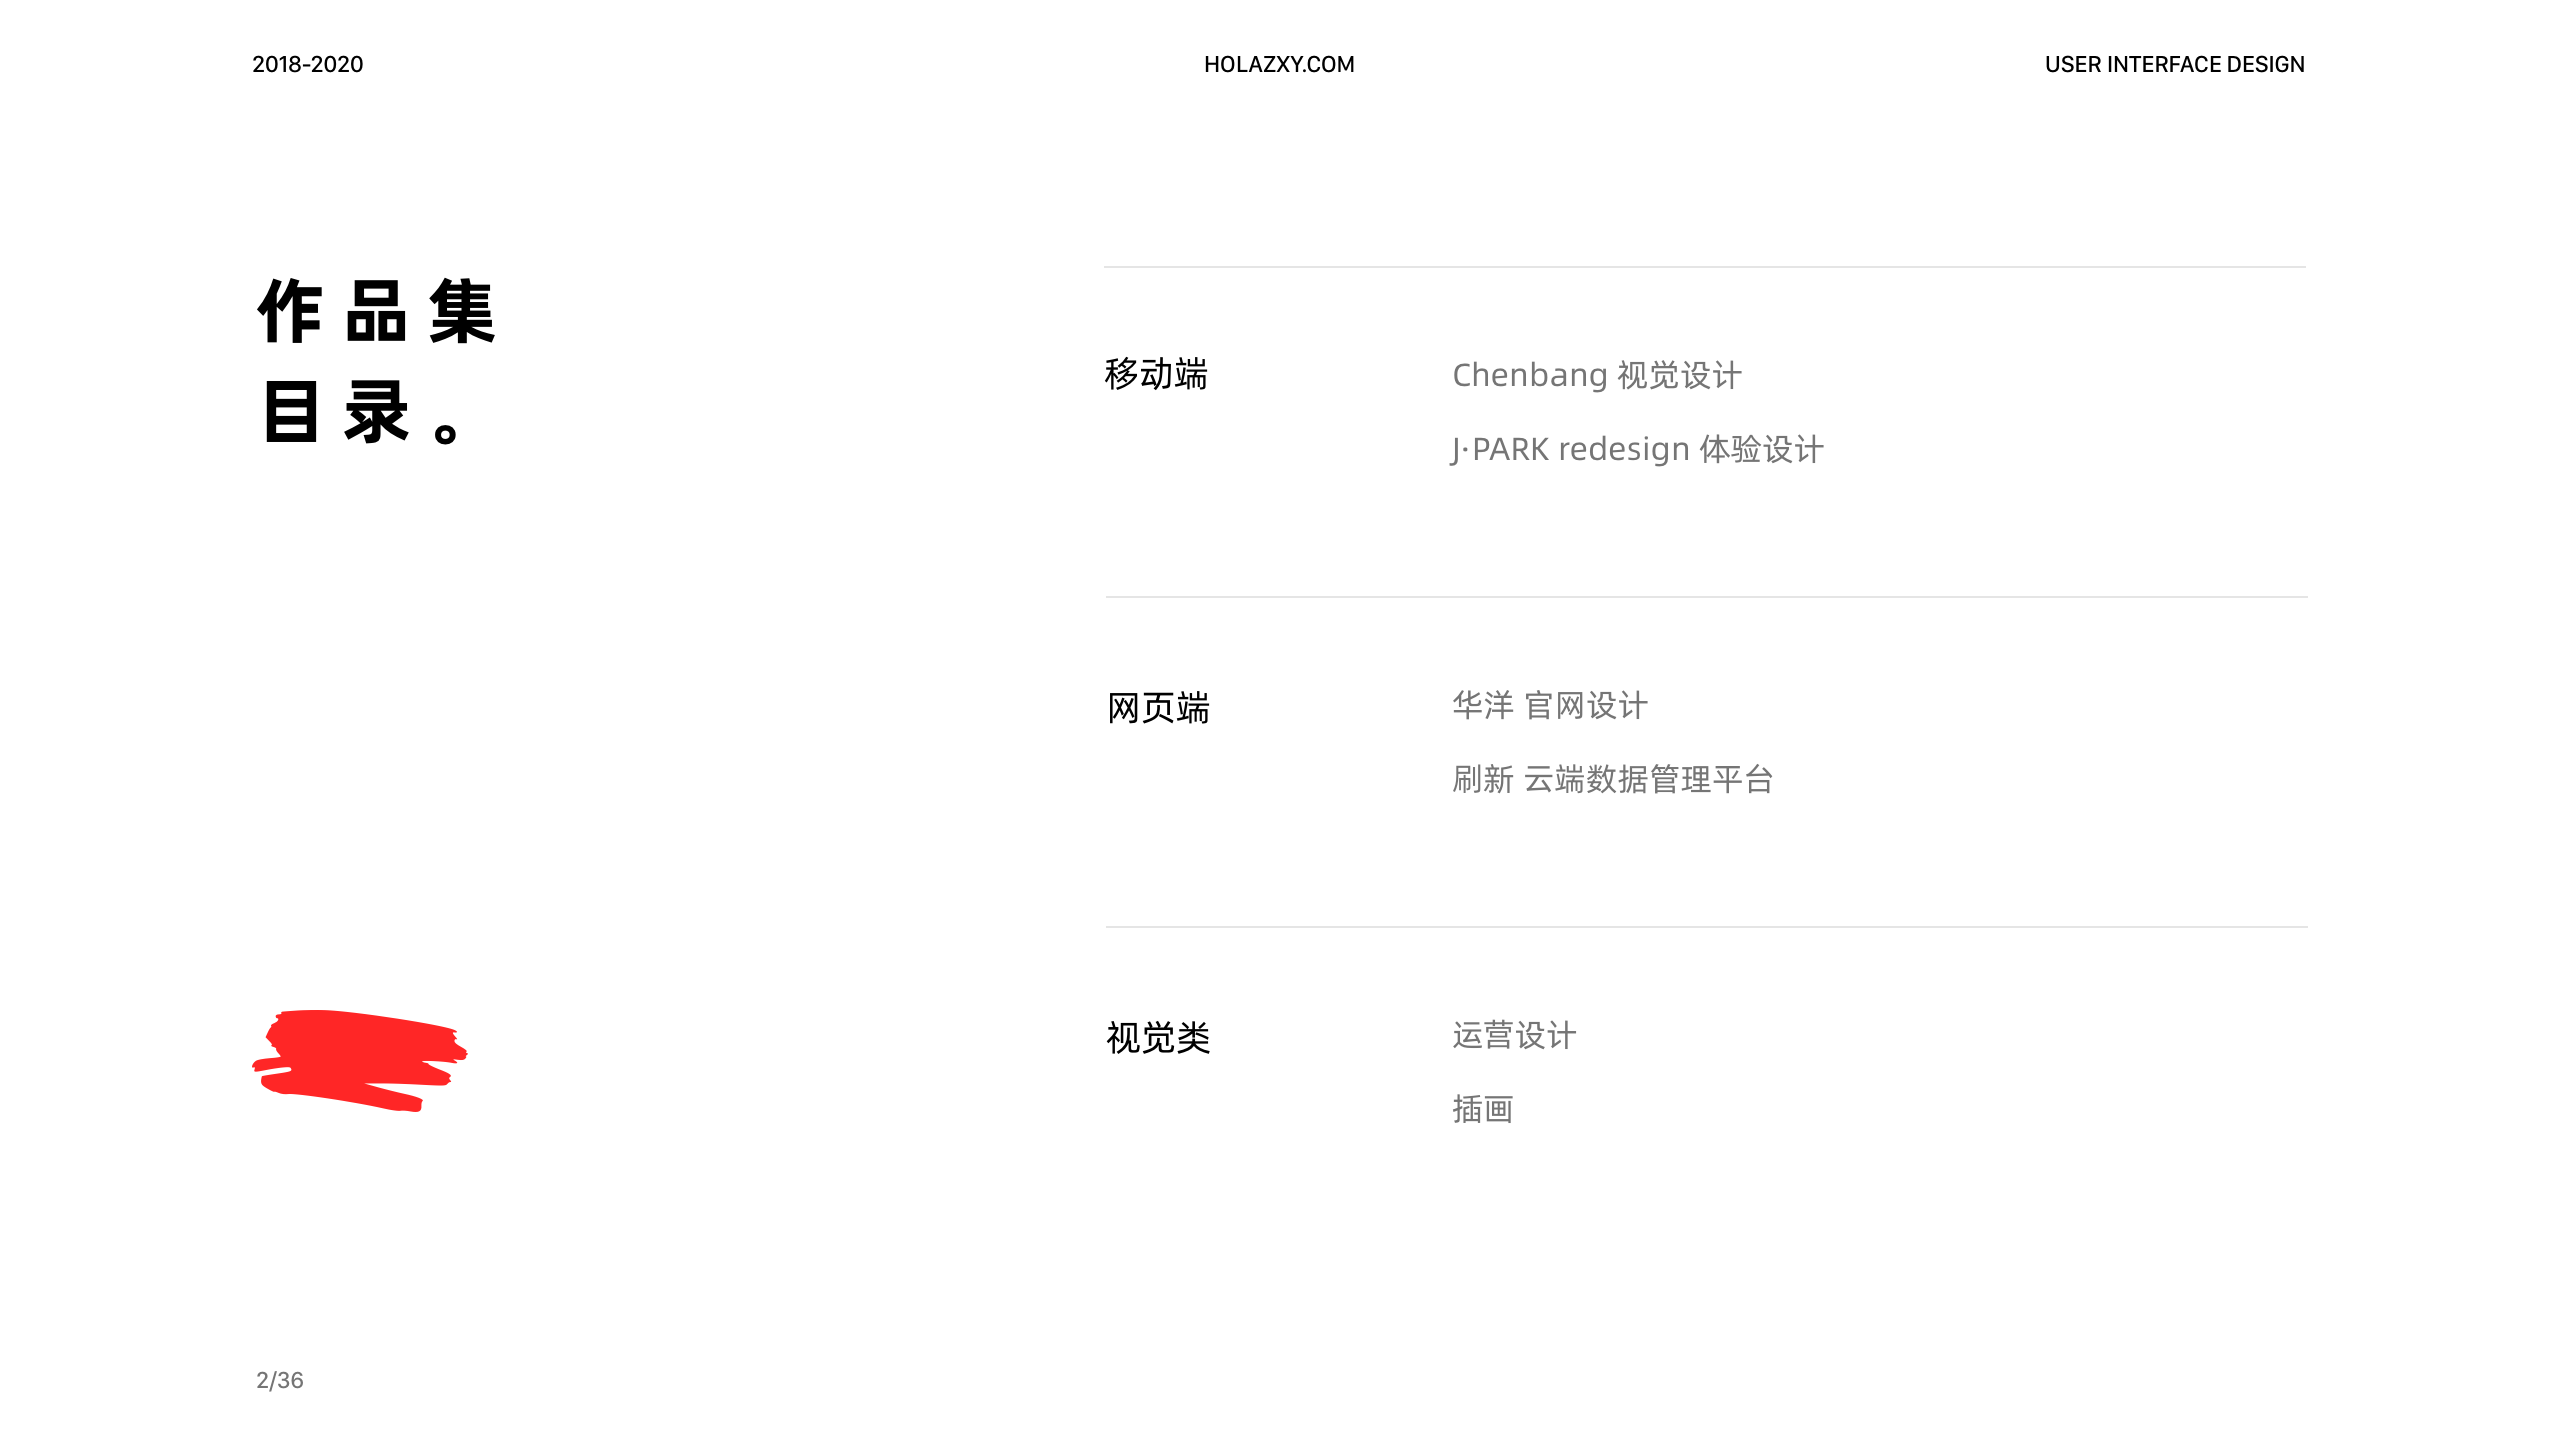 2018-2020
HOLAZXY.COM
USER INTERFACE DESIGN
作品集
目录。
移动端
Chenbang 视觉设计
J·PARK redesign 体验设计
网页端
华洋 官网设计
刷新 云端数据管理平台
视觉类
运营设计
插画
2/36